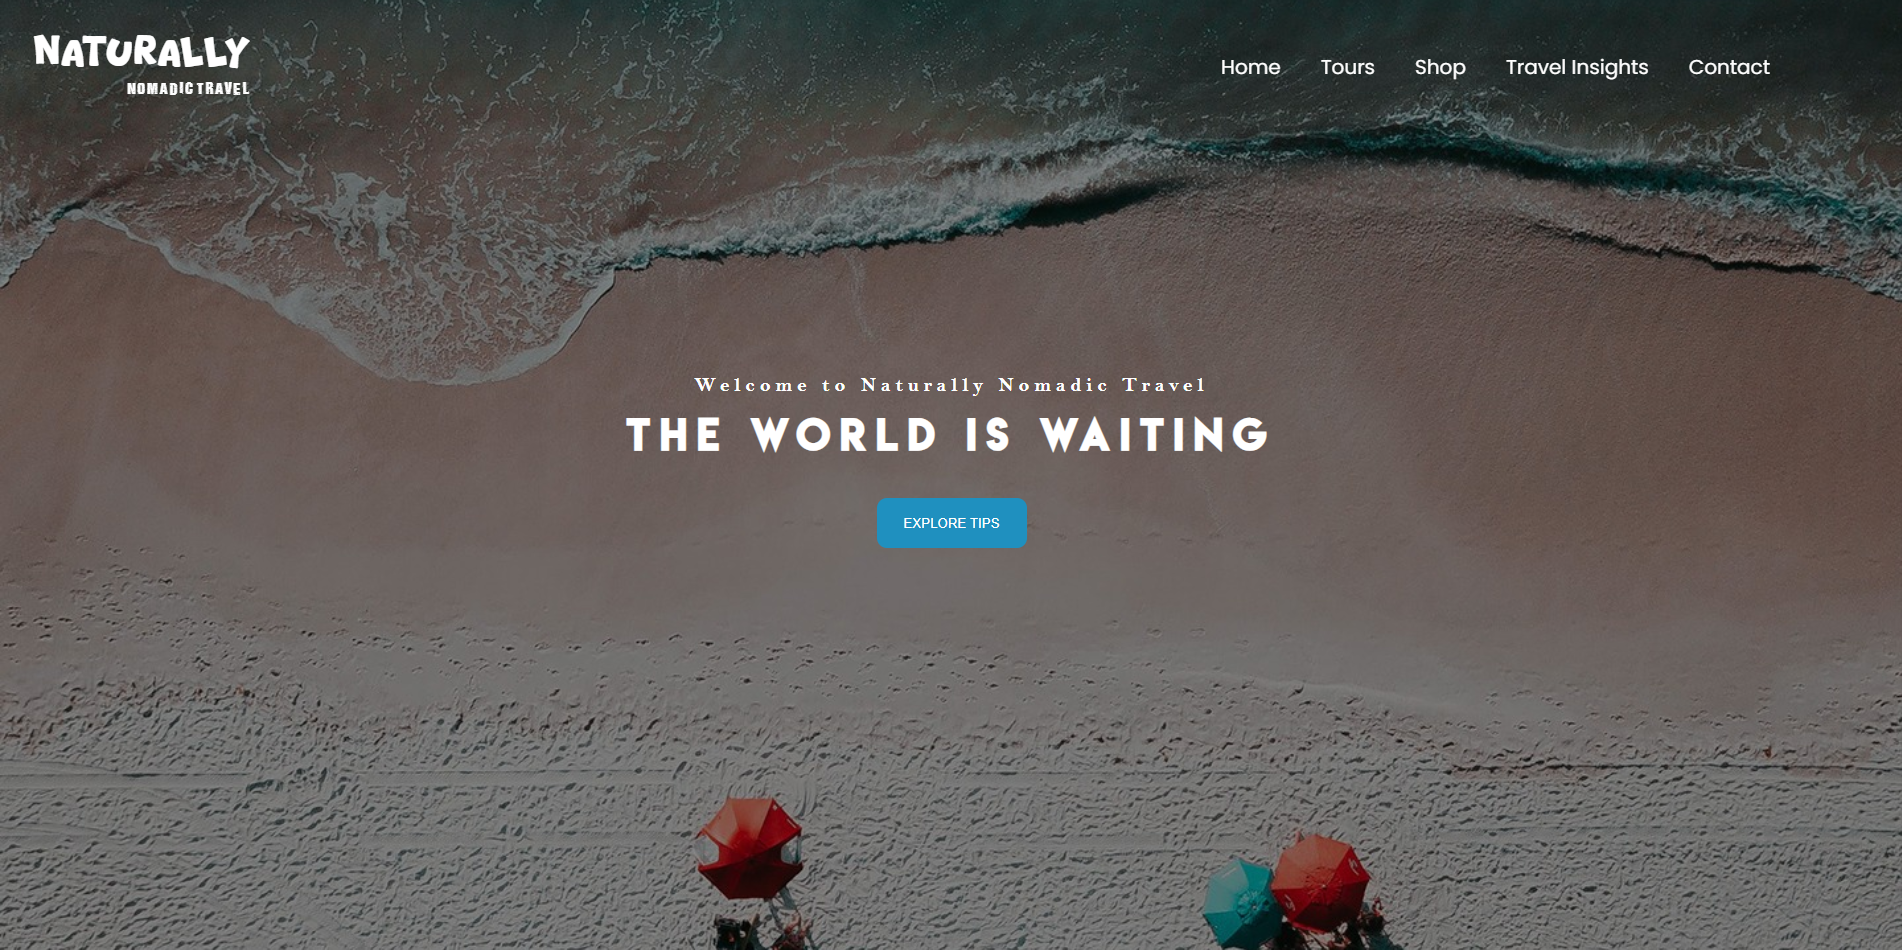 NATURALLY
NOMADIC TRAVEL
Home Tours Shop Travel Insights Contact
Welcome to Naturally Nomadic Travel
THE WORLD IS WAITING
EXPLORE TIPS